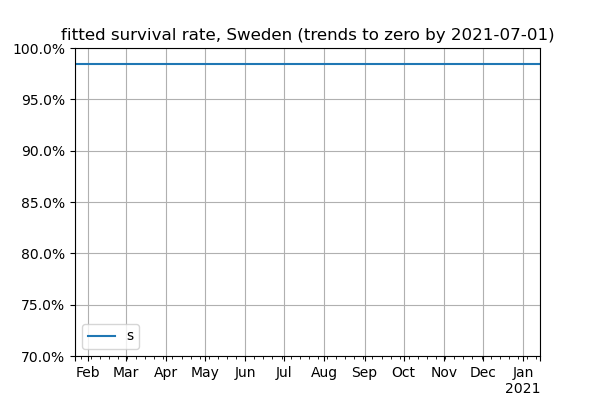 fitted survival rate, Sweden (trends to zero by 2021-07-01)
100.0%
95.0%
90.0%
85.0%
80.0%
75.0%
70.0%
s
Feb Mar Apr May Jun Jul Aug Sep Oct Nov Dec Jan
2021